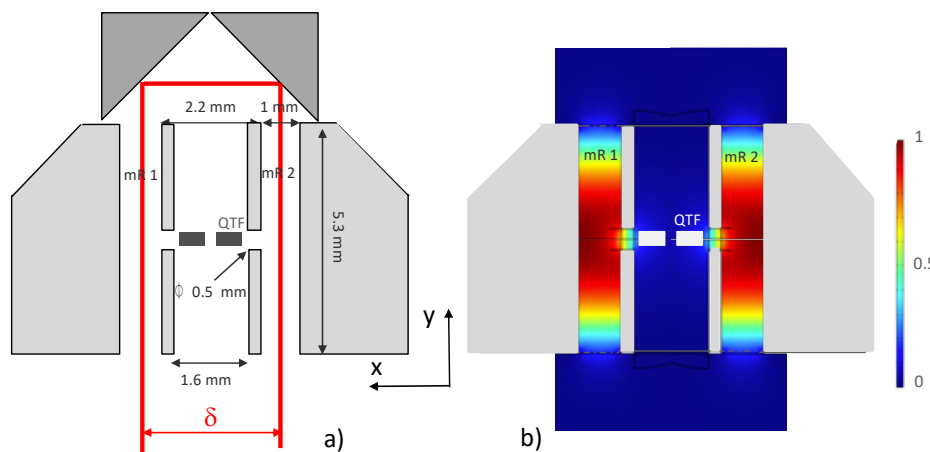 2.2 mm
1 mm
mR 1
mR 2
QTF
5.3 mm
ϕ 0.5 mm
1.6 mm
δ
y
x
a)
mR 1
mR 2
QTF
b)
1
0.5
0